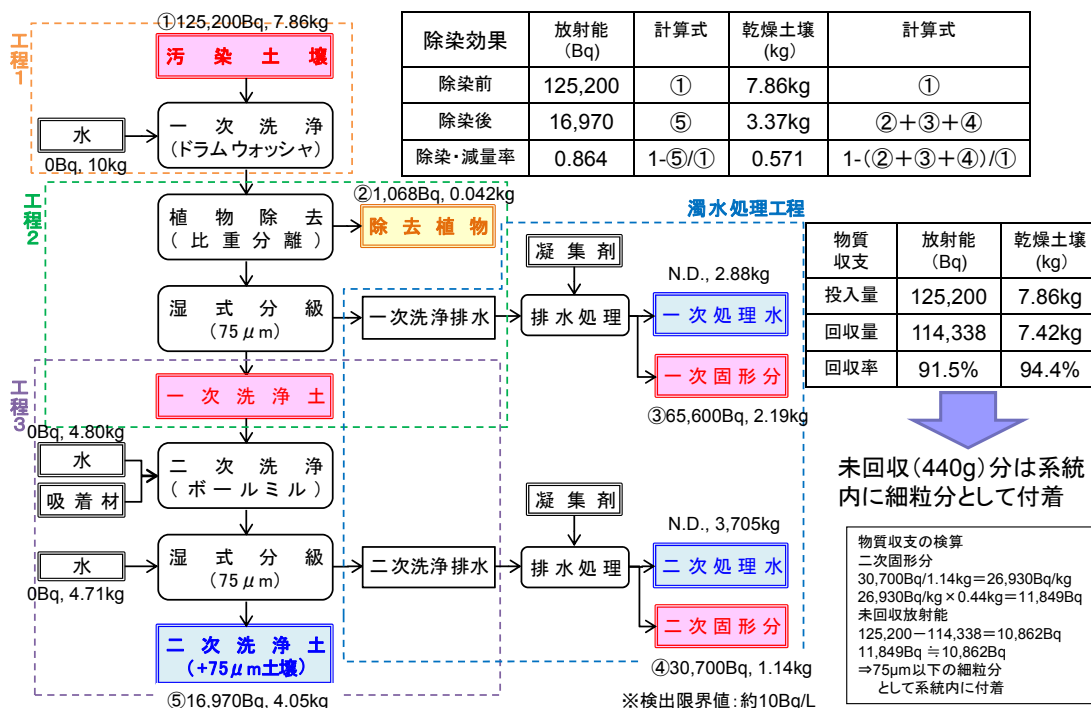 ①125,200Bq, 7.86kg
工程1
汚染土壌
水
0Bq, 10kg
一次洗浄
(ドラムウォッシャ)
除染効果 放射能(Bq) 計算式 乾燥土壌(kg) 計算式
除染前 125,200 ① 7.86kg ①
除染後 16,970 ⑤ 3.37kg ②+③+④
除染・減量率 0.864 1-⑤/① 0.571 1-(②+③+④)/①
工程2
植物除去
(比重分離)
②1,068Bq, 0.042kg
除去植物
濁水処理工程
凝集剤
湿式分級
(75μm)
一次洗浄排水
排水処理
N.D., 2.88kg
一次処理水
一次固形分
③65,600Bq, 2.19kg
物質収支 放射能(Bq) 乾燥土壌(kg)
投入量 125,200 7.86kg
回収量 114,338 7.42kg
回収率 91.5% 94.4%
未回収(440g)分は系統
内に細粒分として付着
工程3
一次洗浄土
0Bq, 4.80kg
水
吸着材
二次洗浄
(ボールミル)
凝集剤
水
0Bq, 4.71kg
湿式分級
(75μm)
二次洗浄排水
排水処理
N.D., 3,705kg
二次処理水
二次固形分
④30,700Bq, 1.14kg
二次洗浄土
(+75μm土壌)
⑤16,970Bq, 4.05kg
※検出限界値:約10Bq/L
物質収支の検算
二次固形分
30,700Bq/1.14kg=26,930Bq/kg
26,930Bq/kg×0.44kg=11,849Bq
未回収放射能
125,200-114,338=10,862Bq
11,849Bq≒10,862Bq
⇒75μm以下の細粒分
として系統内に付着